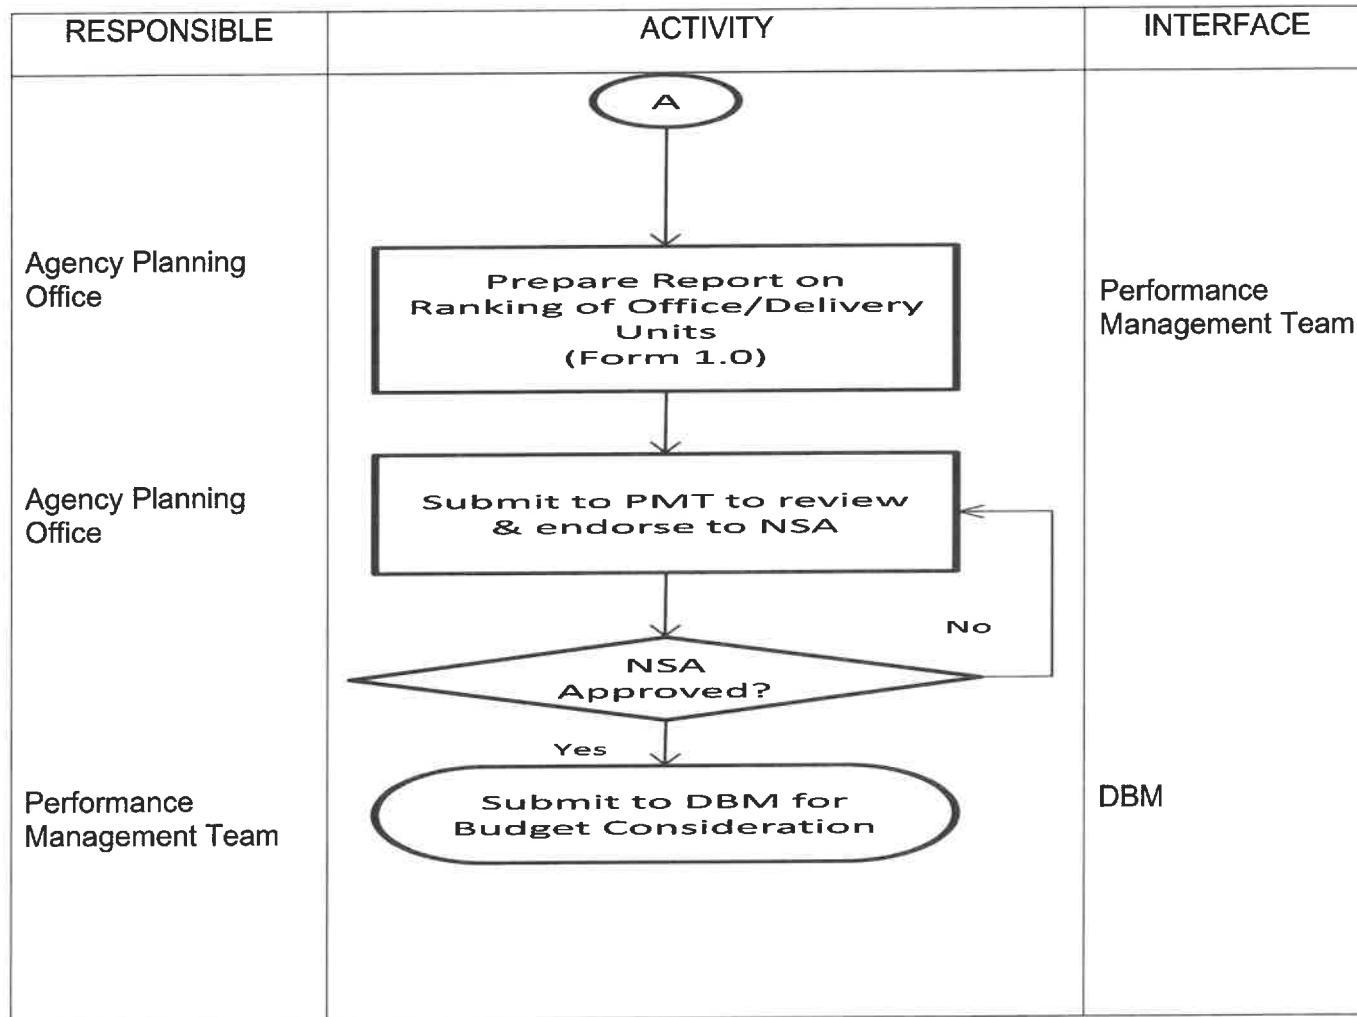 RESPONSIBLE
ACTIVITY
INTERFACE
A
Agency Planning
Office
Prepare Report on
Ranking of Office/Delivery
Units
(Form 1.0)
Performance
Management Team
Agency Planning
Office
Submit to PMT to review
& endorse to NSA
No
NSA
Approved?
Yes
Performance
Management Team
Submit to DBM for
Budget Consideration
DBM